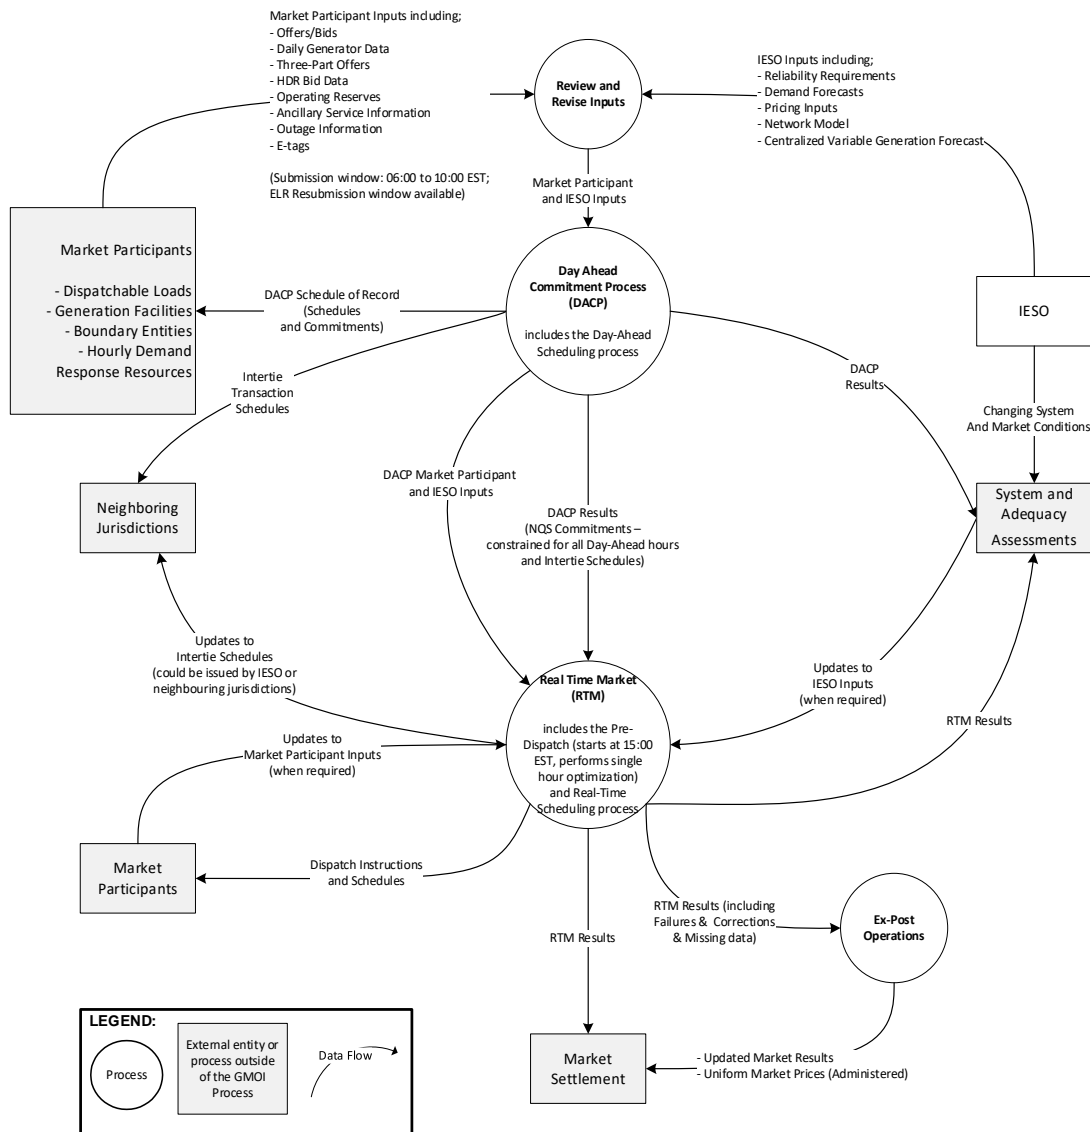 Market Participant Inputs including;
- Offers/Bids
- Daily Generator Data
- Three-Part Offers
- HDR Bid Data
- Operating Reserves
- Ancillary Service Information
- Outage Information
- E-tags
(Submission window: 06:00 to 10:00 EST;
ELR Resubmission window available)
Review and
Revise Inputs
IESO Inputs including;
- Reliability Requirements
- Demand Forecasts
- Pricing Inputs
- Network Model
- Centralized Variable Generation Forecast
Market Participant
and IESO Inputs
Market Participants
- Dispatchable Loads
- Generation Facilities
- Boundary Entities
- Hourly Demand
Response Resources
DACP Schedule of Record
(Schedules
and Commitments)
Day Ahead
Commitment Process
(DACP)
includes the Day-Ahead
Scheduling process
IESO
Intertie
Transaction
Schedules
DACP
Results
Changing System
And Market Conditions
DACP Market Participant
and IESO Inputs
Neighboring
Jurisdictions
DACP Results
(NQS Commitments –
constrained for all Day-Ahead hours
and Intertie Schedules)
System and
Adequacy
Assessments
Updates to
Intertie Schedules
(could be issued by IESO or
neighbouring jurisdictions)
Real Time Market
(RTM)
includes the Pre-
Dispatch (starts at 15:00
EST, performs single
hour optimization)
and Real-Time
Scheduling process
Updates to
IESO Inputs
(when required)
RTM Results
Updates to
Market Participant Inputs
(when required)
Market
Participants
Dispatch Instructions
and Schedules
RTM Results
RTM Results (including
Failures & Corrections
& Missing data)
Ex-Post
Operations
LEGEND:
Process
External entity or
process outside
of the GMOI
Process
Data Flow
Market
Settlement
- Updated Market Results
- Uniform Market Prices (Administered)